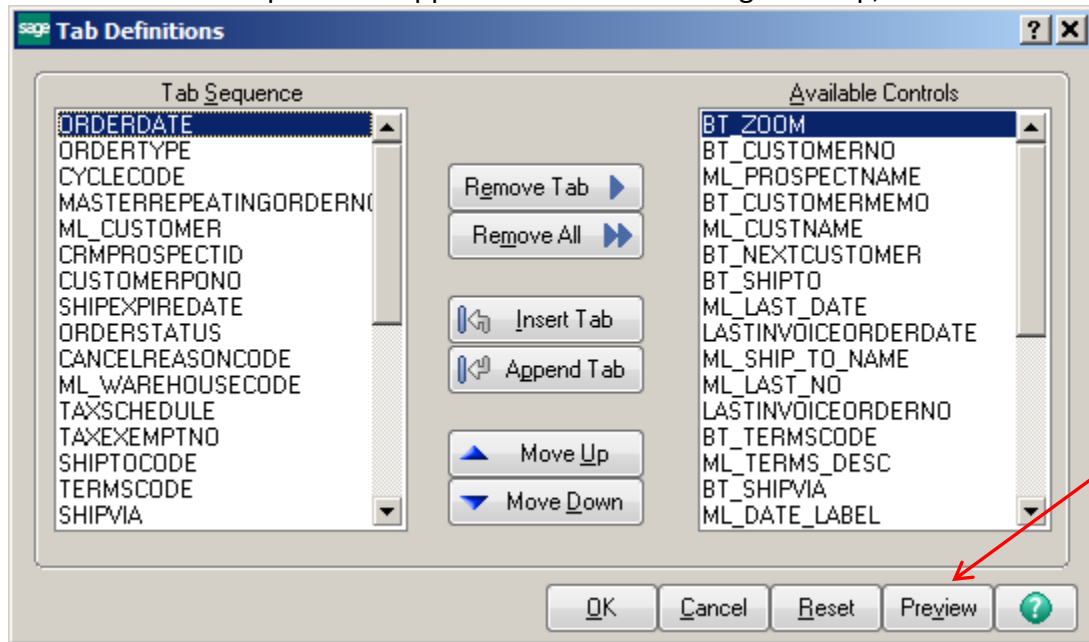 sage Tab Definitions
Tab Sequence
ORDERDATE
ORDERTYPE
CYCLECODE
MASTERREPEATINGORDERN
ML_CUSTOMER
CRMPROSPECTID
CUSTOMERPONO
SHIPEXPIREDATE
ORDERSTATUS
CANCELREASONCODE
ML_WAREHOUSECODE
TAXSCHEDULE
TAXEXEMPTNO
SHIPTOCODE
TERMSCODE
SHIPVIA
Remove Tab
Remove All
Insert Tab
Append Tab
Move Up
Move Down
Available Controls
BT_ZOOM
BT_CUSTOMERNO
ML_PROSPECTNAME
BT_CUSTOMERMEMO
ML_CUSTNAME
BT_NEXTCUSTOMER
BT_SHIPTO
ML_LAST_DATE
LASTINVOICEORDERDATE
ML_SHIP_TO_NAME
ML_LAST_NO
LASTINVOICEORDERNO
BT_TERMSCODE
ML_TERMS_DESC
BT_SHIPVIA
ML_DATE_LABEL
OK Cancel Reset Preview ?